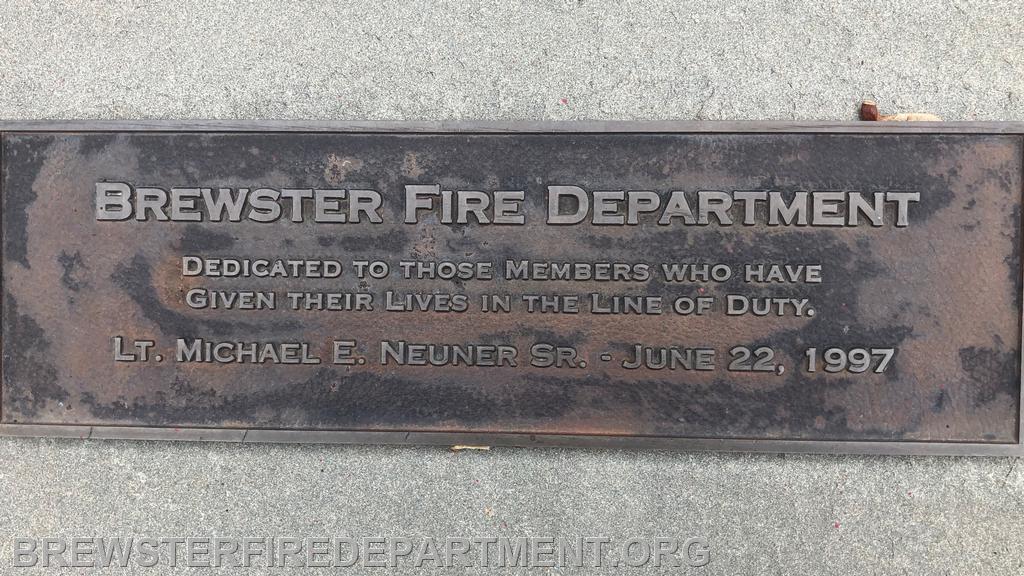 BREWSTER FIRE DEPARTMENT
DEDICATED TO THOSE MEMBERS WHO HAVE
GIVEN THEIR LIVES IN THE LINE OF DUTY.
LT. MICHAEL E. NEUNER SR. - JUNE 22, 1997
BREWSTERFIREDEPARTMENT.ORG